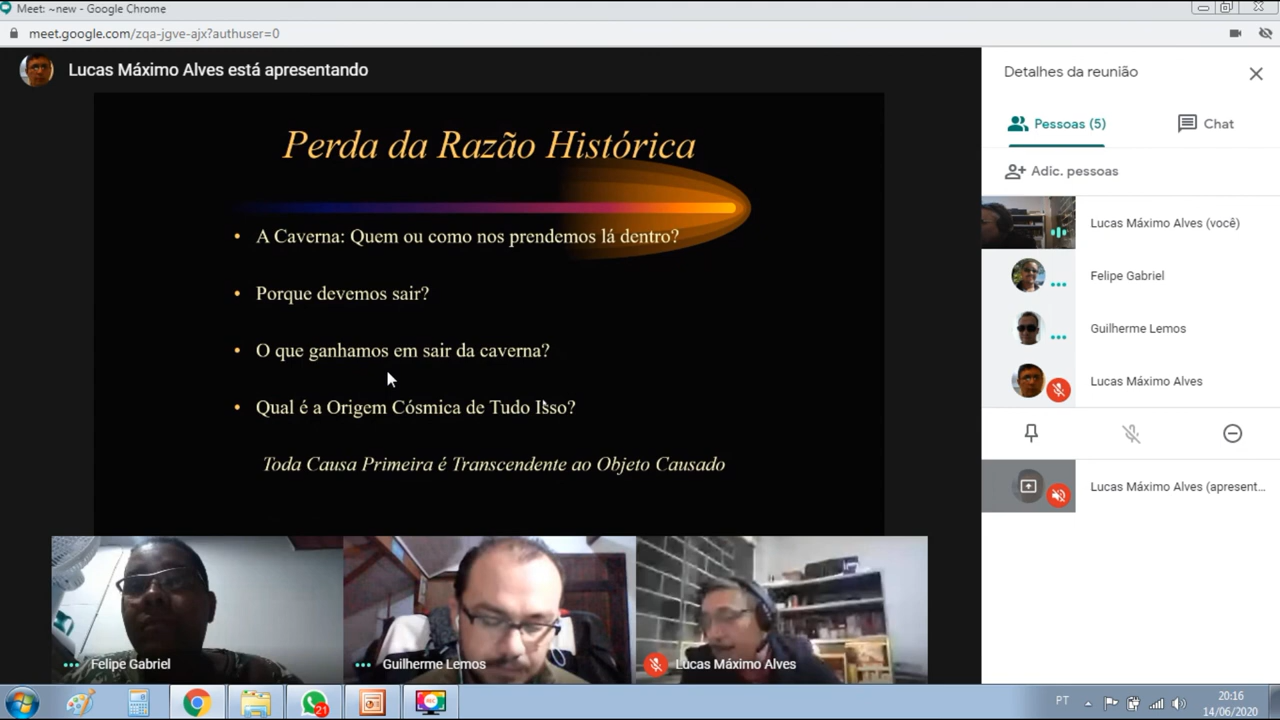 Meet: ~new - Google Chrome
meet.google.com/zqa-jgve-ajx?authuser=0
Lucas Máximo Alves está apresentando
Perda da Razão Histórica
• A Caverna: Quem ou como nos prendemos lá dentro?
• Porque devemos sair?
• O que ganhamos em sair da caverna?
• Qual é a Origem Cósmica de Tudo Isso?
Toda Causa Primeira é Transcendente ao Objeto Causado
Felipe Gabriel
Guilherme Lemos
Lucas Máximo Alves
Detalhes da reunião
Pessoas (5)
Chat
Adic. pessoas
Lucas Máximo Alves (você)
Felipe Gabriel
Guilherme Lemos
Lucas Máximo Alves
Lucas Máximo Alves (apresent...
21
PT
20:16
14/06/2020